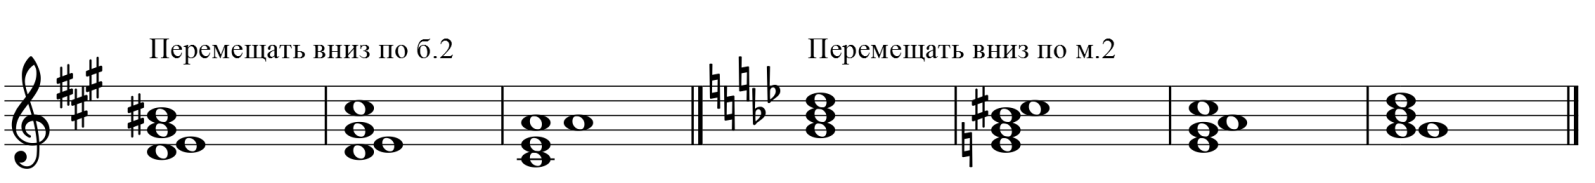 Перемещать вниз по б.2
Перемещать вниз по м.2